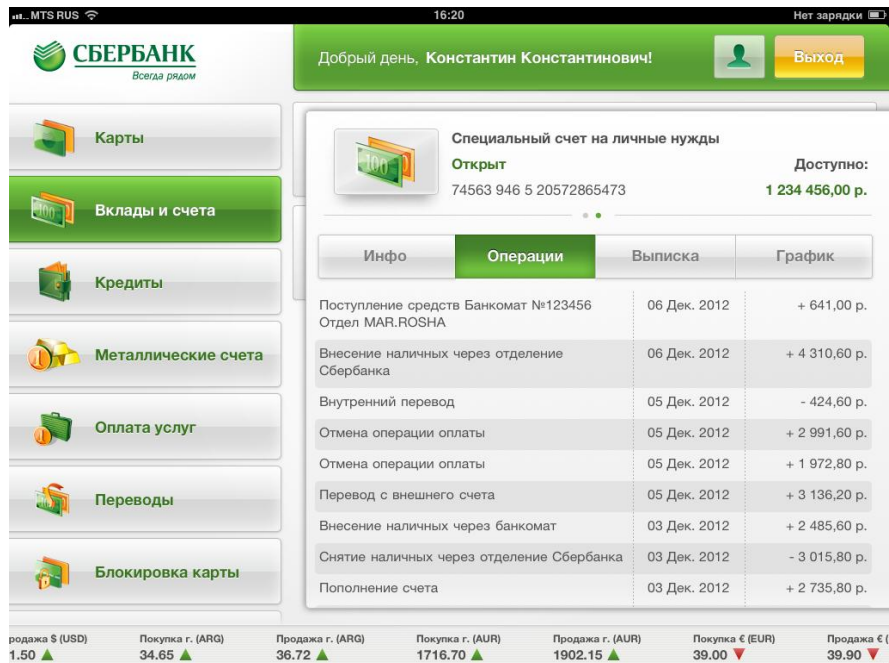 MTS RUS 16:20 Нет зарядки
СБЕРБАНК
Всегда рядом
Добрый день, Константин Константинович!
Выход
Карты
Вклады и счета
Кредиты
Металлические счета
Оплата услуг
Переводы
Блокировка карты
Специальный счет на личные нужды
Открыт Доступно:
74563 946 5 20572865473 1 234 456,00 р.
Инфо Операции Выписка График
Поступление средств Банкомат №123456 06 Дек. 2012 + 641,00 р.
Отдел MAR.ROSHA
Внесение наличных через отделение 06 Дек. 2012 + 4 310,60 р.
Сбербанка
Внутренний перевод 05 Дек. 2012 - 424,60 р.
Отмена операции оплаты 05 Дек. 2012 + 2 991,60 р.
Отмена операции оплаты 05 Дек. 2012 + 1 972,80 р.
Перевод с внешнего счета 05 Дек. 2012 + 3 136,20 р.
Внесение наличных через банкомат 03 Дек. 2012 + 2 485,60 р.
Снятие наличных через отделение Сбербанка 03 Дек. 2012 - 3 015,80 р.
Пополнение счета 03 Дек. 2012 + 2 735,80 р.
родажа $ (USD) Покупка г. (ARG) Продажа г. (ARG) Покупка г. (AUR) Продажа г. (AUR) Покупка € (EUR) Продажа € (
1.50 34.65 36.72 1716.70 1902.15 39.00 39.90